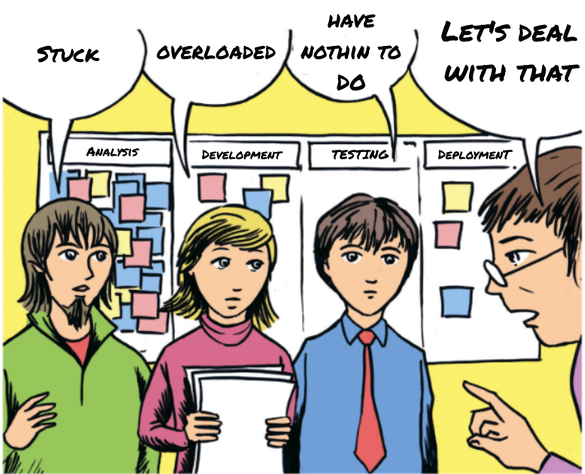 Stuck
overloaded
have
nothin to
do
Let's deal
with that
Analysis
Development
Testing
Deployment